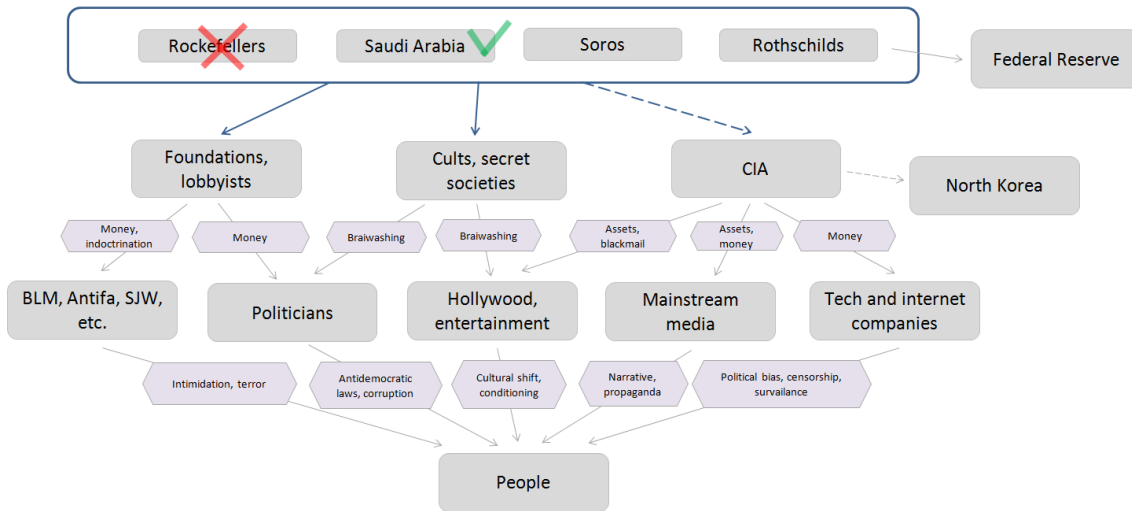 Rockefellers
Saudi Arabia
Soros
Rothschilds
Federal Reserve
Foundations,
lobbyists
Cults, secret
societies
CIA
North Korea
Money,
indoctrination
Money
Braiwashing
Braiwashing
Assets,
blackmail
Assets,
money
Money
BLM, Antifa, SJW,
etc.
Politicians
Hollywood,
entertainment
Mainstream
media
Tech and internet
companies
Intimidation, terror
Antidemocratic
laws, corruption
Cultural shift,
conditioning
Narrative,
propaganda
Political bias, censorship,
survailance
People